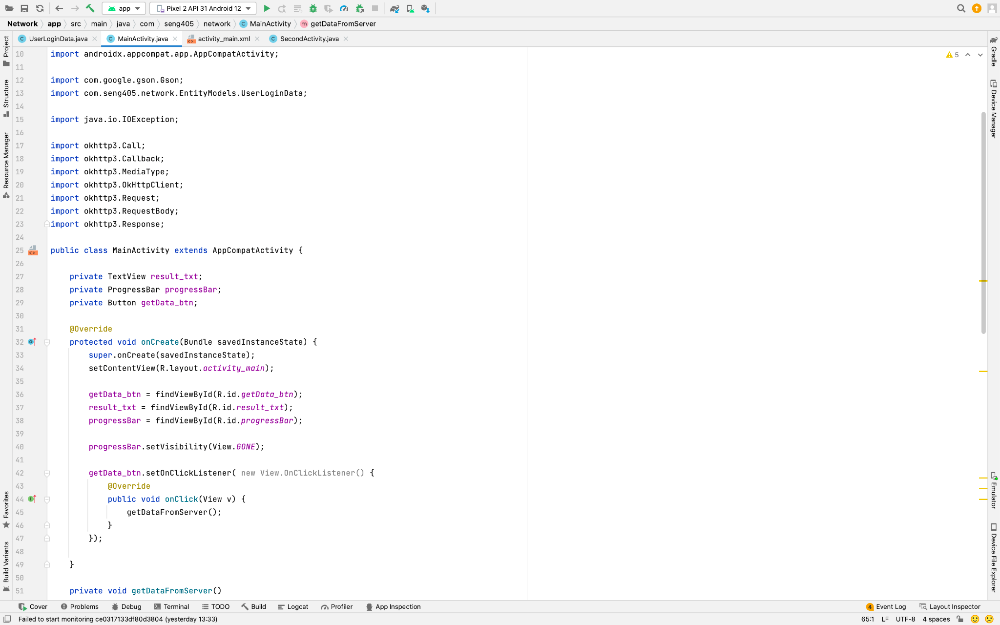 app
Pixel 2 API 31 Android 12
Network app src main java com seng405 network C MainActivity m getDataFromServer
C UserLoginData.java C MainActivity.java activity_main.xml C SecondActivity.java
Project
Structure
Resource Manager
Favorites
Build Variants
10 import androidx.appcompat.app.AppCompatActivity;
11
12 import com.google.gson.Gson;
13 import com.seng405.network.EntityModels.UserLoginData;
14
15 import java.io.IOException;
16
17 import okhttp3.Call;
18 import okhttp3.Callback;
19 import okhttp3.MediaType;
20 import okhttp3.OkHttpClient;
21 import okhttp3.Request;
22 import okhttp3.RequestBody;
23 import okhttp3.Response;
24
25 public class MainActivity extends AppCompatActivity {
26
27 private TextView result_txt;
28 private ProgressBar progressBar;
29 private Button getData_btn;
30
31 @Override
32 protected void onCreate(Bundle savedInstanceState) {
33 super.onCreate(savedInstanceState);
34 setContentView(R.layout.activity_main);
35
36 getData_btn = findViewById(R.id.getData_btn);
37 result_txt = findViewById(R.id.result_txt);
38 progressBar = findViewById(R.id.progressBar);
39
40 progressBar.setVisibility(View.GONE);
41
42 getData_btn.setOnClickListener( new View.OnClickListener() {
43 @Override
44 public void onClick(View v) {
45 getDataFromServer();
46 }
47 });
48
49 }
50
51 private void getDataFromServer()
5
Gradle
Device Manager
Emulator
Device File Explorer
Cover Problems Debug Terminal TODO Build Logcat Profiler App Inspection 4 Event Log Layout Inspector
Failed to start monitoring ce0317133df80d3804 (yesterday 13:33) 65:1 LF UTF-8 4 spaces